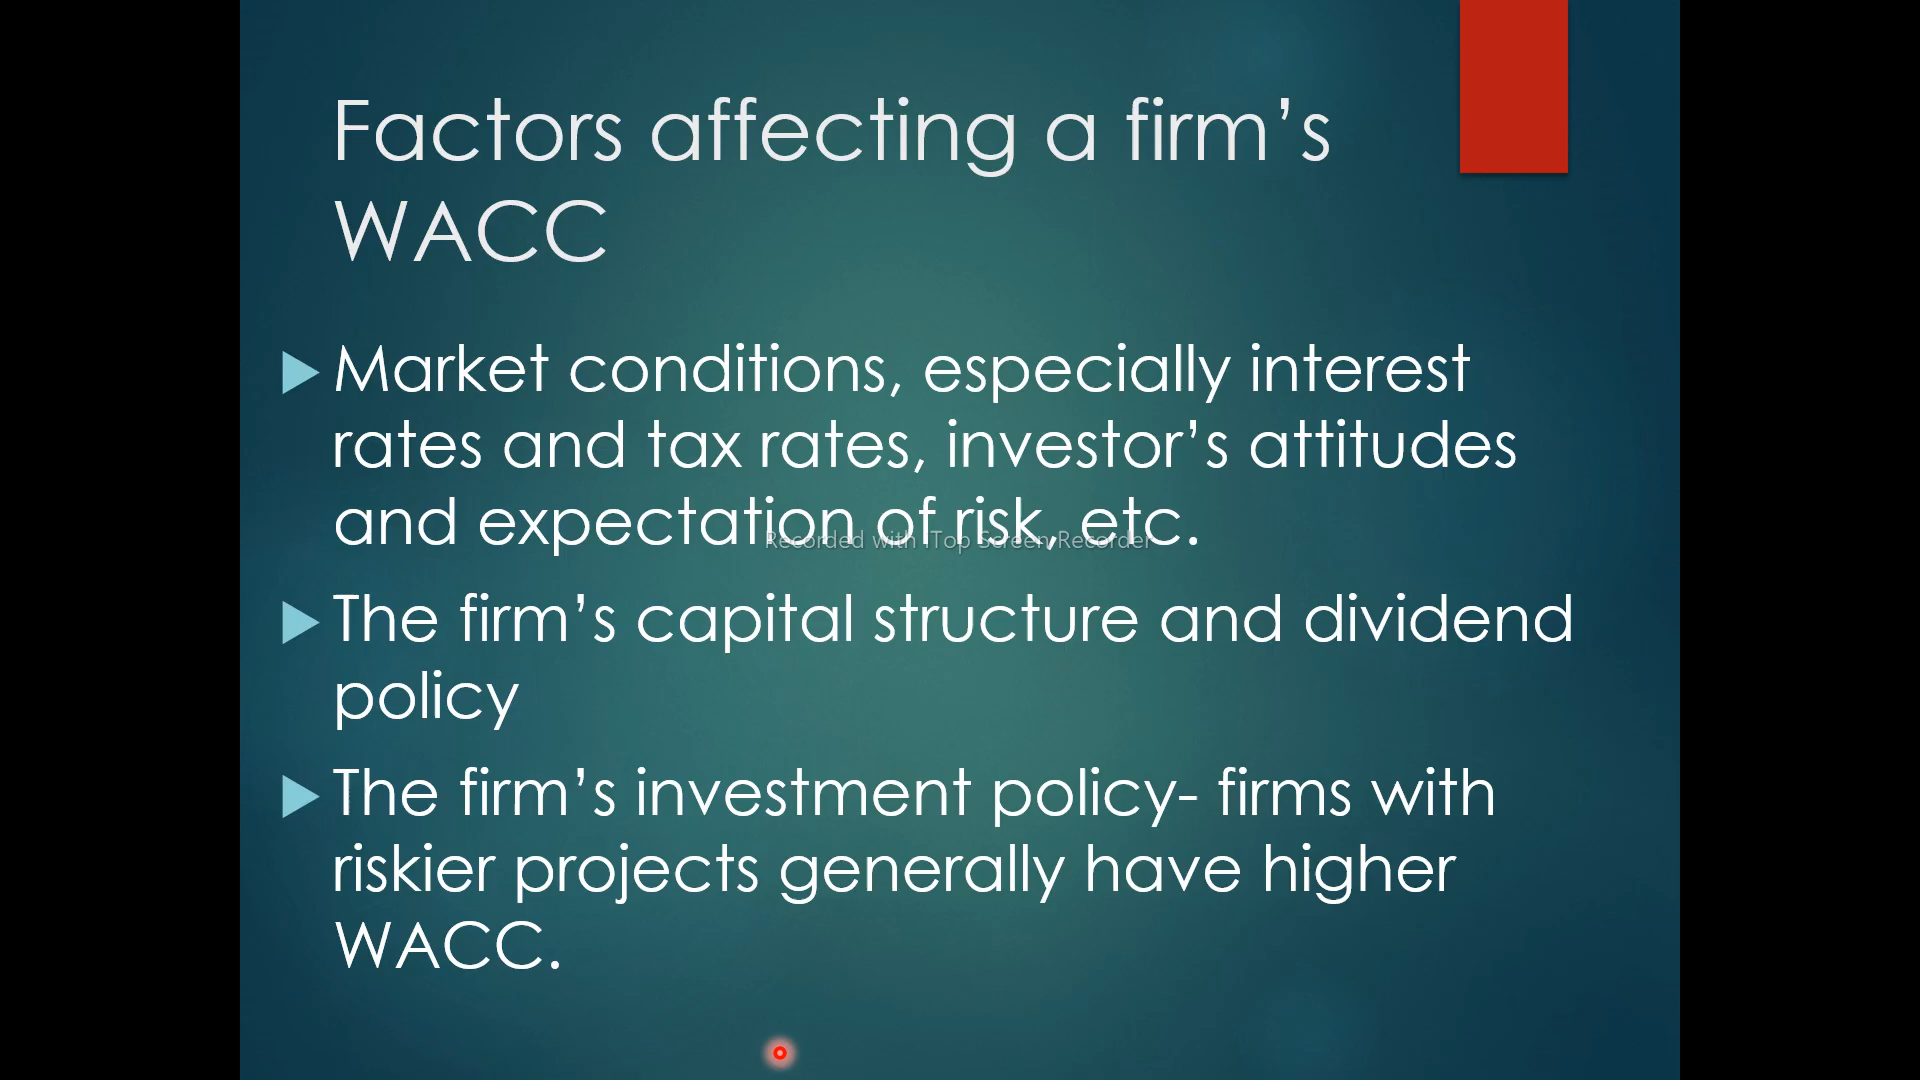 Factors affecting a firm’s
WACC
Market conditions, especially interest
rates and tax rates, investor’s attitudes
and expectation of risk, etc.
Recorded with iTop Screen Recorder
The firm’s capital structure and dividend
policy
The firm’s investment policy- firms with
riskier projects generally have higher
WACC.